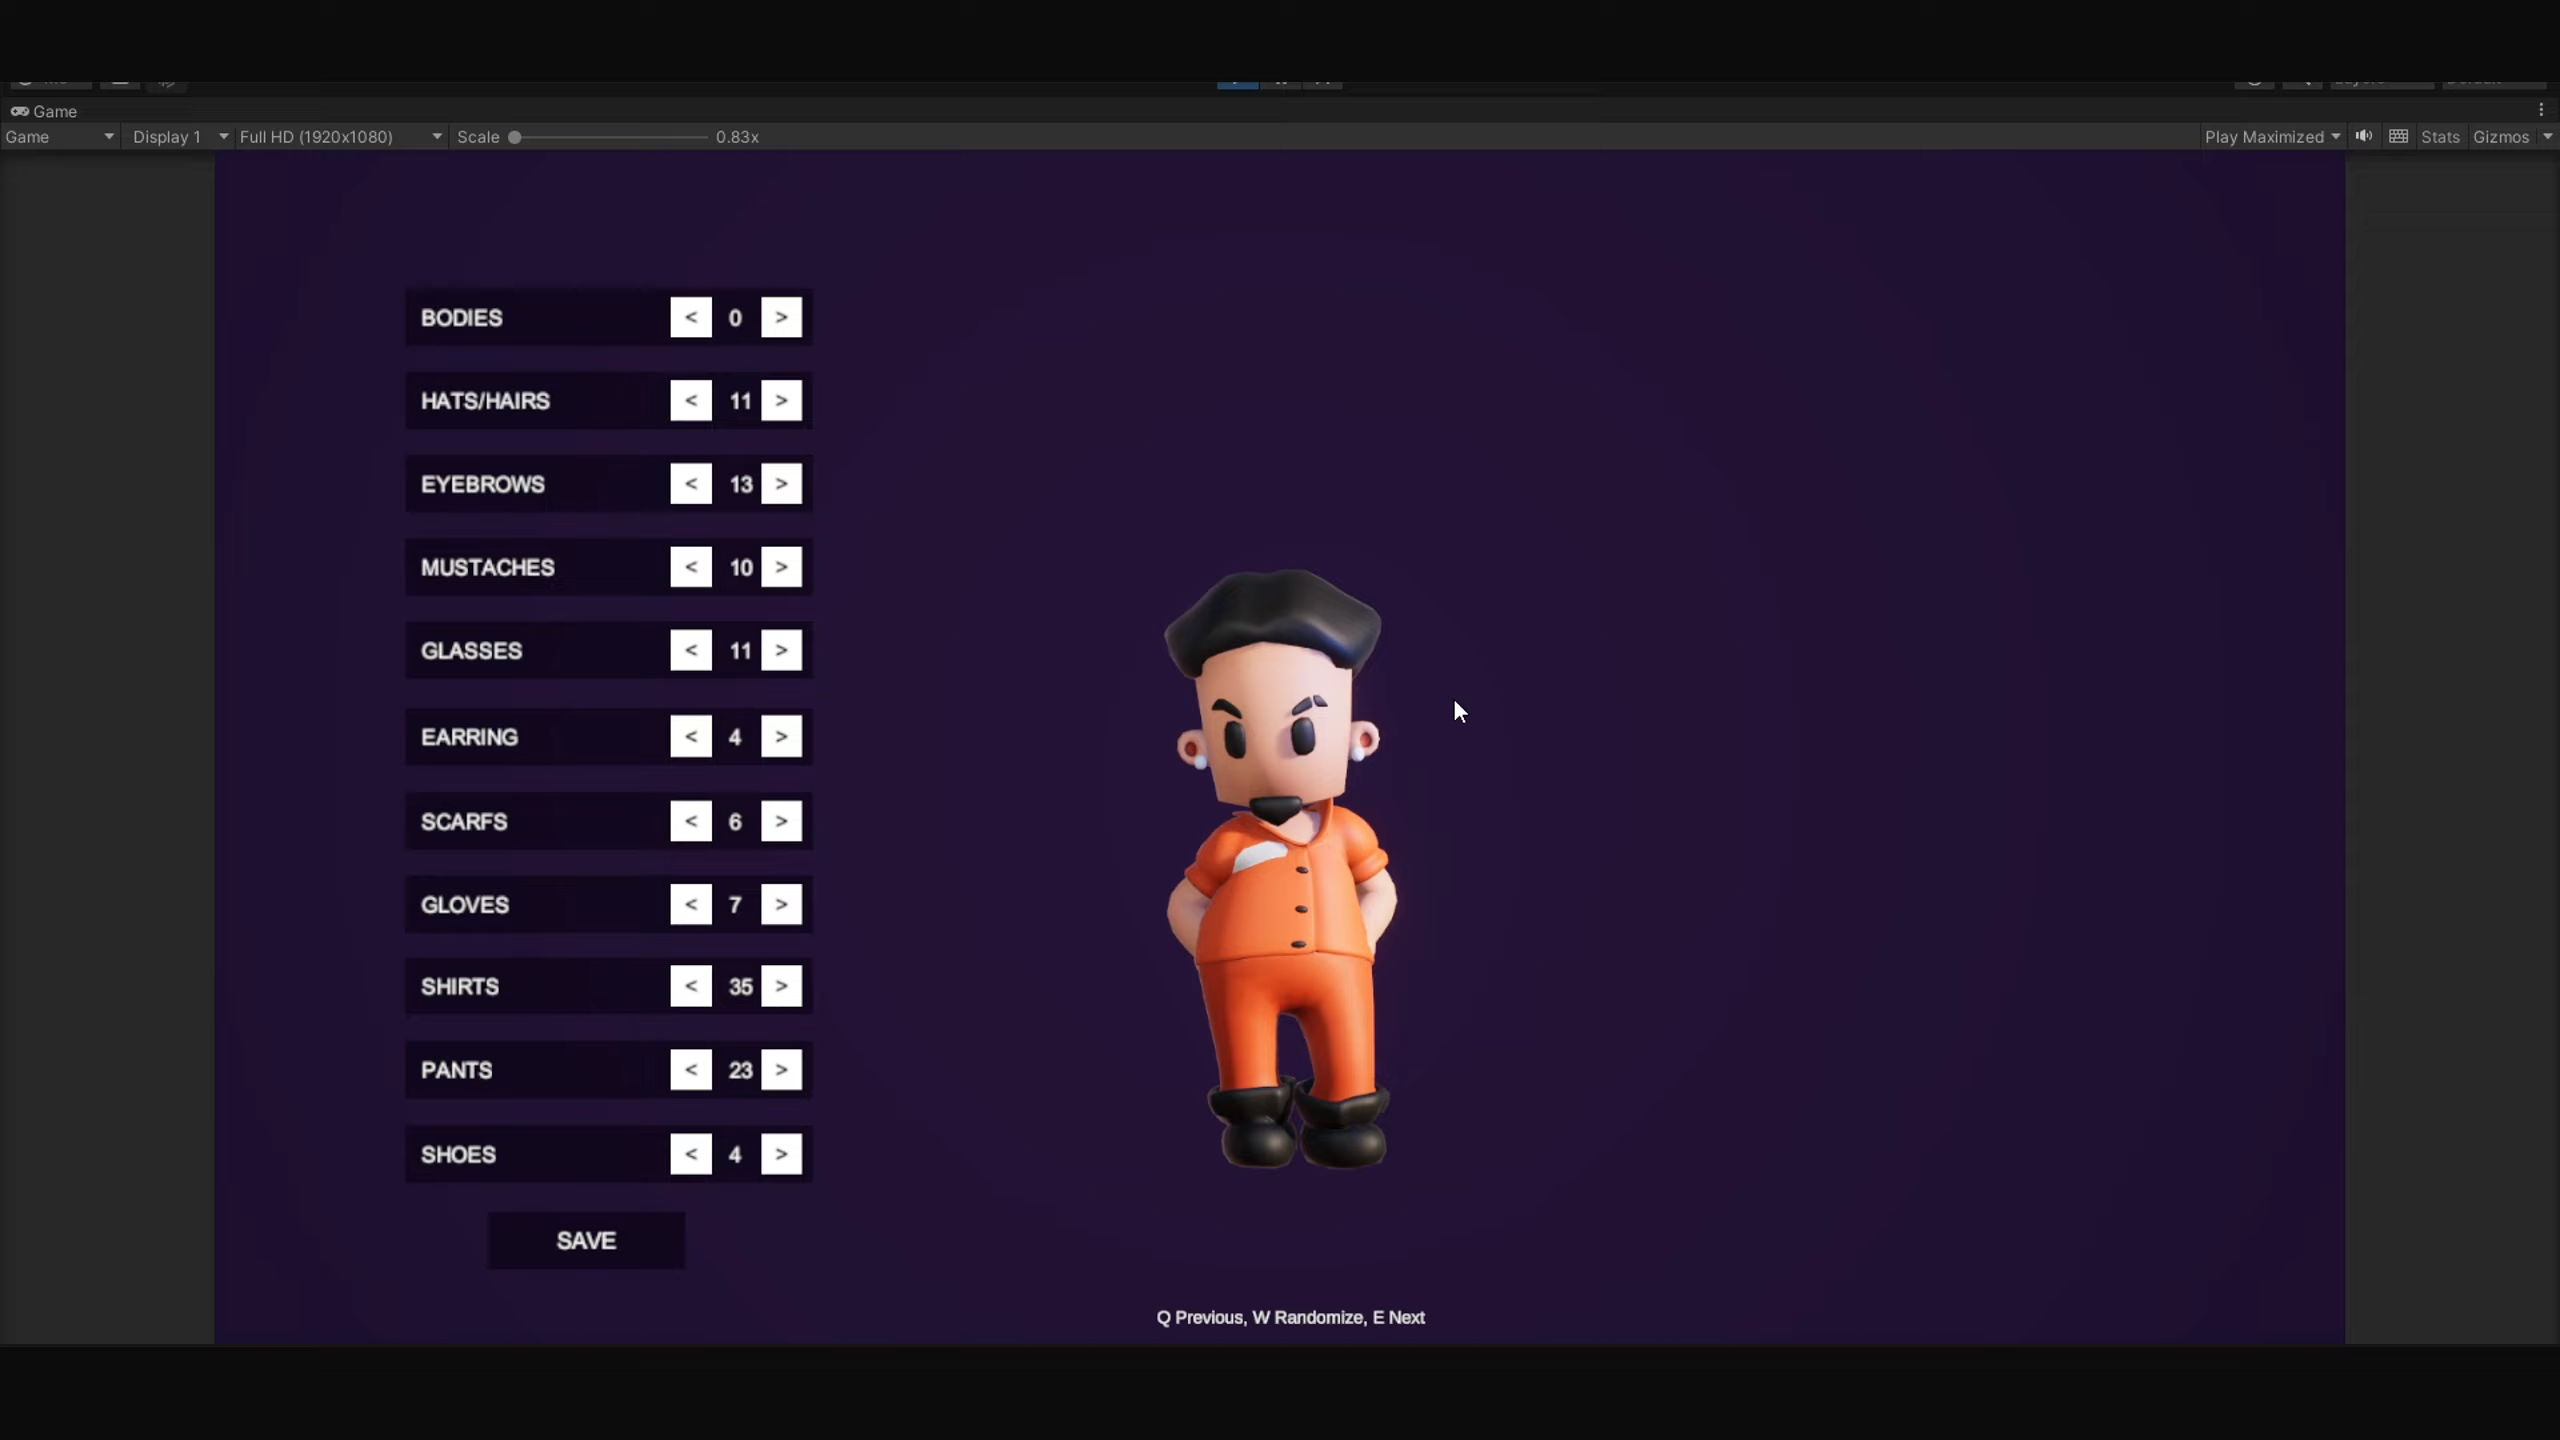 Game
Game Display 1 Full HD (1920x1080) Scale 0.83x Play Maximized Stats Gizmos
BODIES < 0 >
HATS/HAIRS < 11 >
EYEBROWS < 13 >
MUSTACHES < 10 >
GLASSES < 11 >
EARRING < 4 >
SCARFS < 6 >
GLOVES < 7 >
SHIRTS < 35 >
PANTS < 23 >
SHOES < 4 >
SAVE
Q Previous, W Randomize, E Next